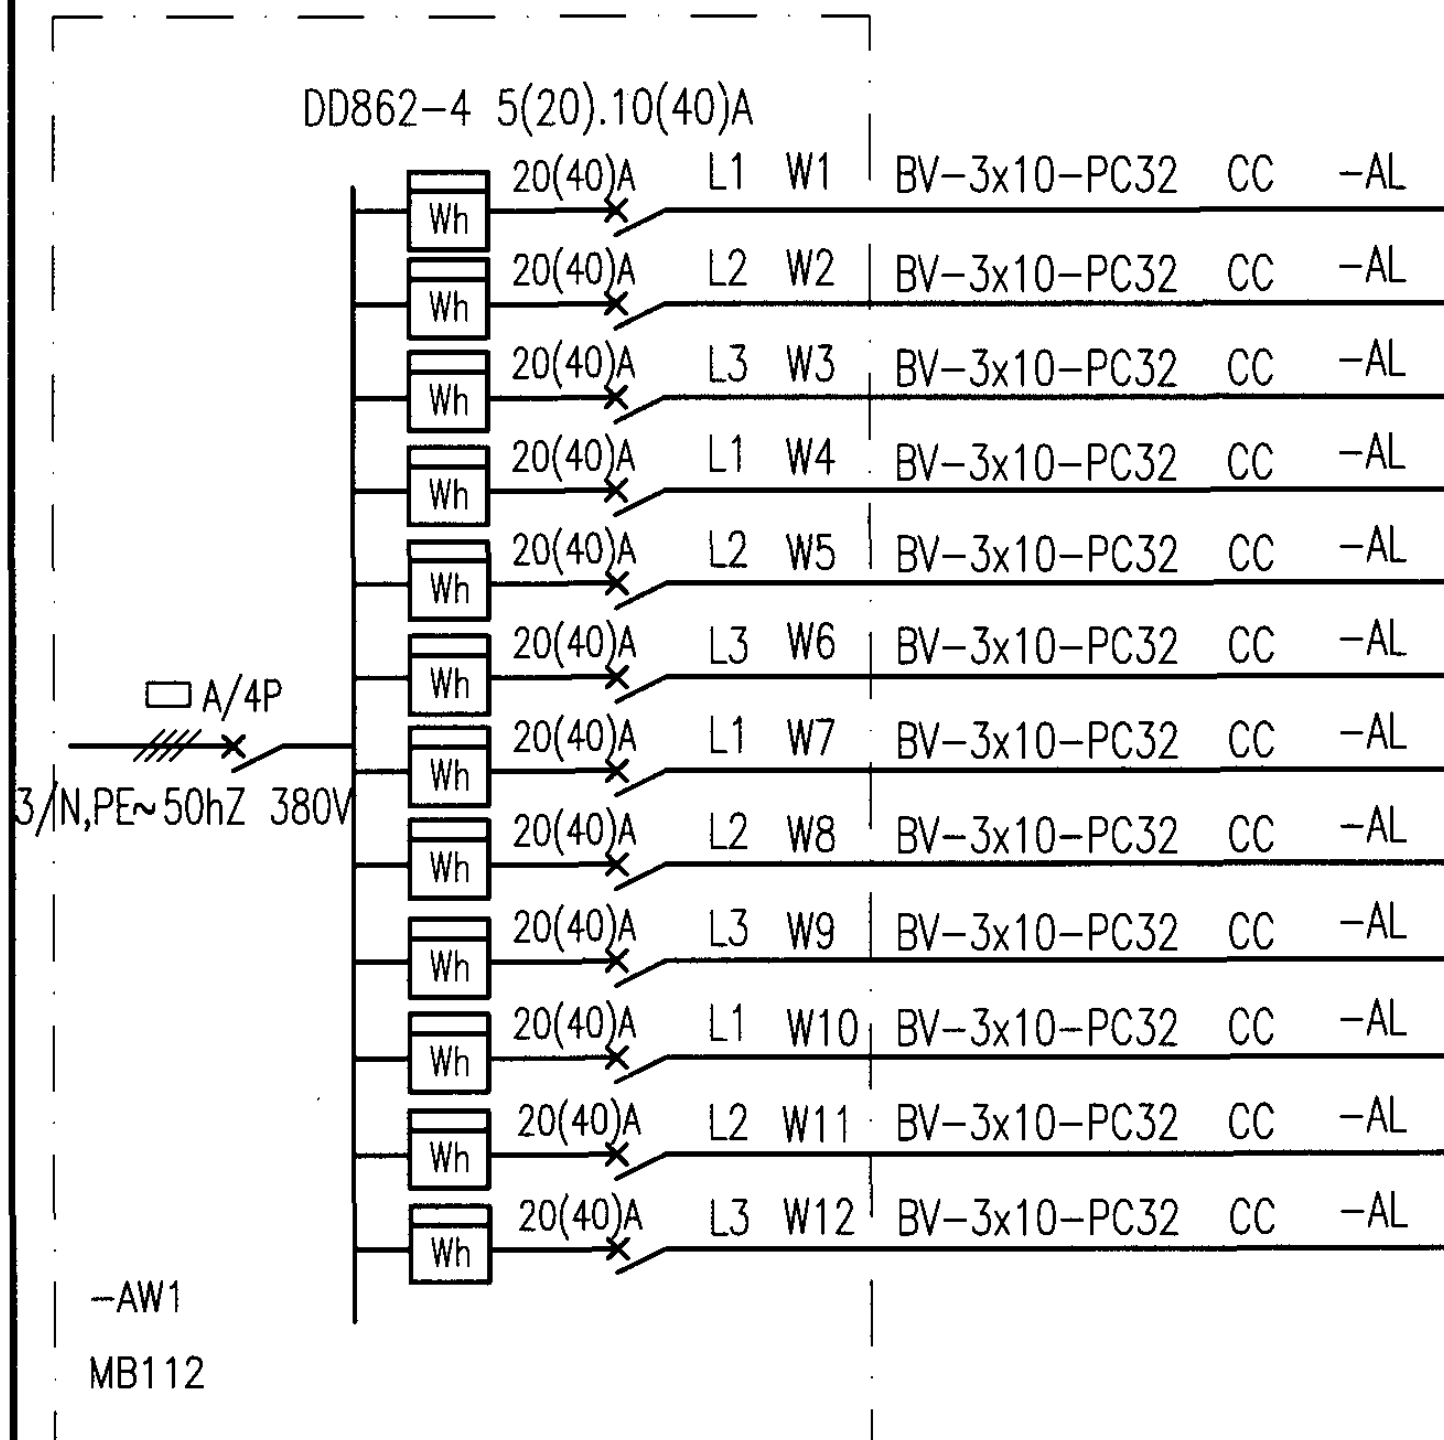 DD862-4 5(20).10(40)A
20(40)A L1 W1 BV-3x10-PC32 CC -AL
Wh
20(40)A L2 W2 BV-3x10-PC32 CC -AL
Wh
20(40)A L3 W3 BV-3x10-PC32 CC -AL
Wh
20(40)A L1 W4 BV-3x10-PC32 CC -AL
Wh
20(40)A L2 W5 BV-3x10-PC32 CC -AL
Wh
20(40)A L3 W6 BV-3x10-PC32 CC -AL
Wh
A/4P
20(40)A L1 W7 BV-3x10-PC32 CC -AL
Wh
3/N,PE~50hZ 380V
20(40)A L2 W8 BV-3x10-PC32 CC -AL
Wh
20(40)A L3 W9 BV-3x10-PC32 CC -AL
Wh
20(40)A L1 W10 BV-3x10-PC32 CC -AL
Wh
20(40)A L2 W11 BV-3x10-PC32 CC -AL
Wh
20(40)A L3 W12 BV-3x10-PC32 CC -AL
Wh
-AW1
MB112